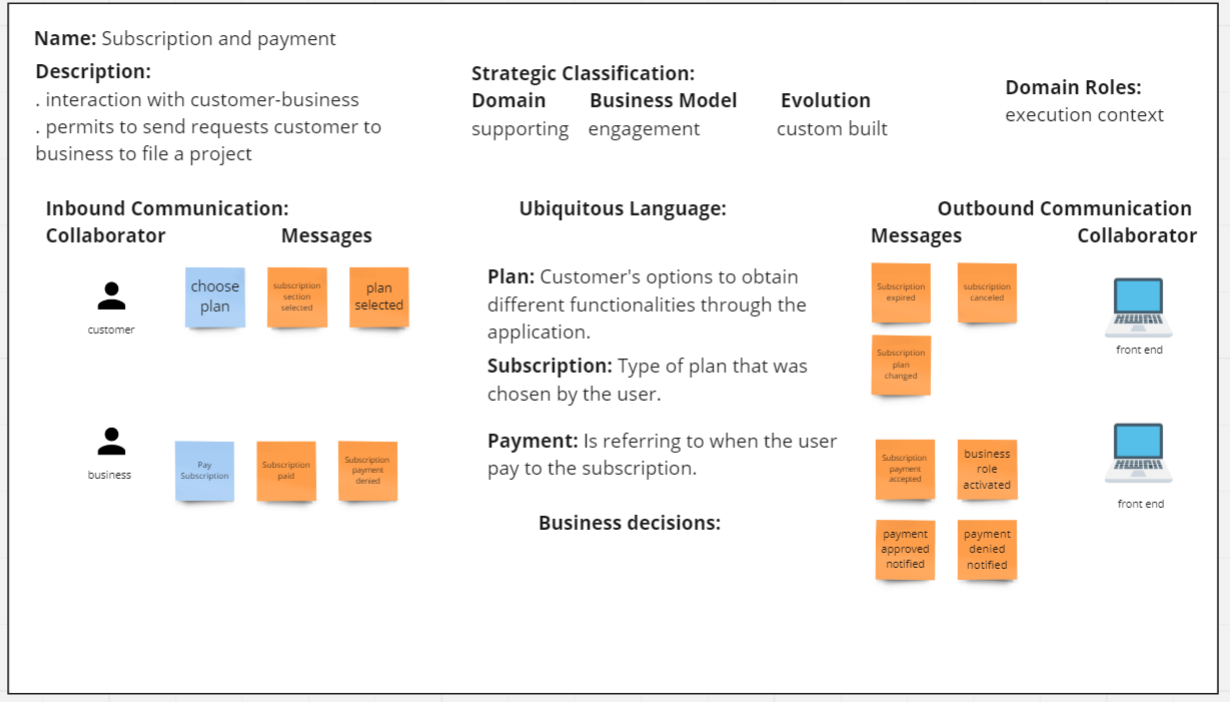 Name: Subscription and payment
Description:
. interaction with customer-business
. permits to send requests customer to
business to file a project
Strategic Classification:
Domain Business Model Evolution
supporting engagement custom built
Domain Roles:
execution context
Inbound Communication:
Collaborator Messages
customer
choose
plan
subscription
section
selected
plan
selected
business
Pay
Subscription
Subscription
paid
Subscription
payment
denied
Ubiquitous Language:
Plan: Customer's options to obtain
different functionalities through the
application.
Subscription: Type of plan that was
chosen by the user.
Payment: Is referring to when the user
pay to the subscription.
Business decisions:
Outbound Communication
Messages Collaborator
Subscription
expired
subscription
canceled
Subscription
plan
changed
front end
Subscription
payment
accepted
business
role
activated
payment
approved
notified
payment
denied
notified
front end